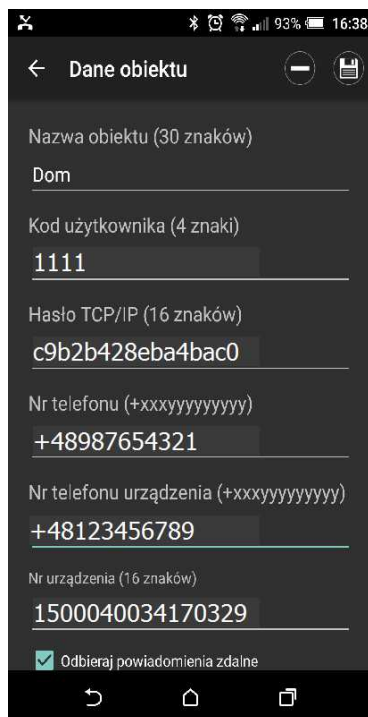 93% 16:38
Dane obiektu
Nazwa obiektu (30 znaków)
Dom
Kod użytkownika (4 znaki)
1111
Hasło TCP/IP (16 znaków)
c9b2b428eba4bac0
Nr telefonu (+xxxyyyyyyyyy)
+48987654321
Nr telefonu urządzenia (+xxxyyyyyyyyy)
+48123456789
Nr urządzenia (16 znaków)
1500040034170329
Odbieraj powiadomienia zdalne